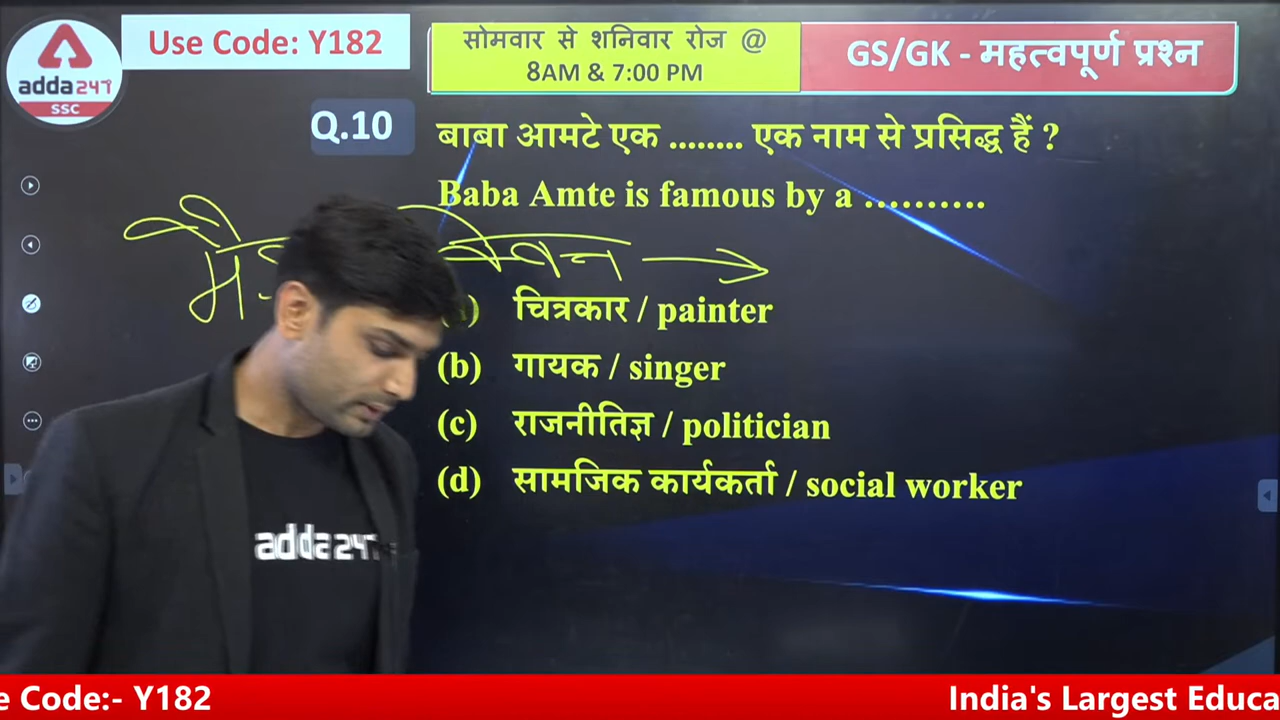 adda247
SSC
Use Code: Y182
सोमवार से शनिवार रोज @
8AM & 7:00 PM
GS/GK - महत्वपूर्ण प्रश्न
Q.10
बाबा आमटे एक ........ एक नाम से प्रसिद्ध हैं ?
Baba Amte is famous by a ..........
चित्रकार / painter
(b) गायक / singer
(c) राजनीतिज्ञ / politician
(d) सामजिक कार्यकर्ता / social worker
adda247
e Code:- Y182
India's Largest Educa